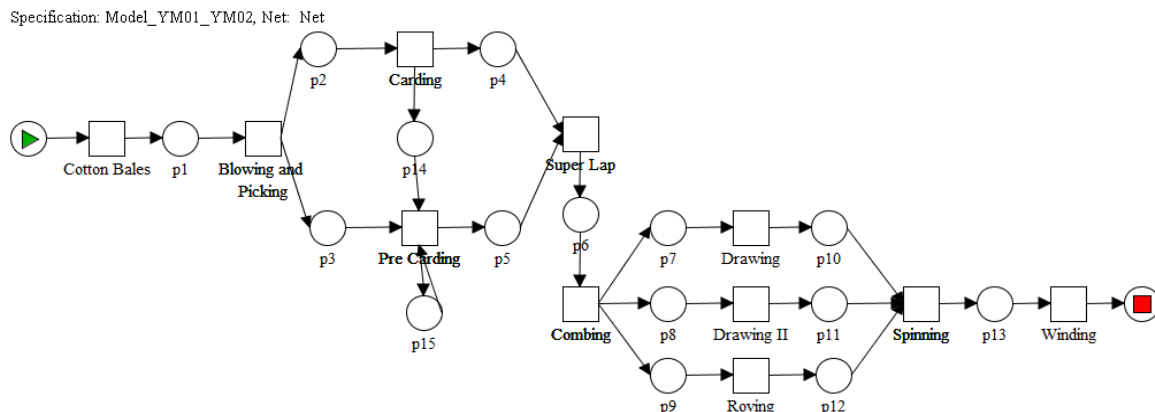 Specification: Model_YM01_YM02, Net: Net
p2
Carding
p4
Cotton Bales
p1
Blowing and
Picking
p14
Super Lap
p3
Pre Carding
p5
p6
p7
Drawing
p10
p15
Combing
p8
Drawing II
p11
Spinning
p13
Winding
p9
Roving
p12